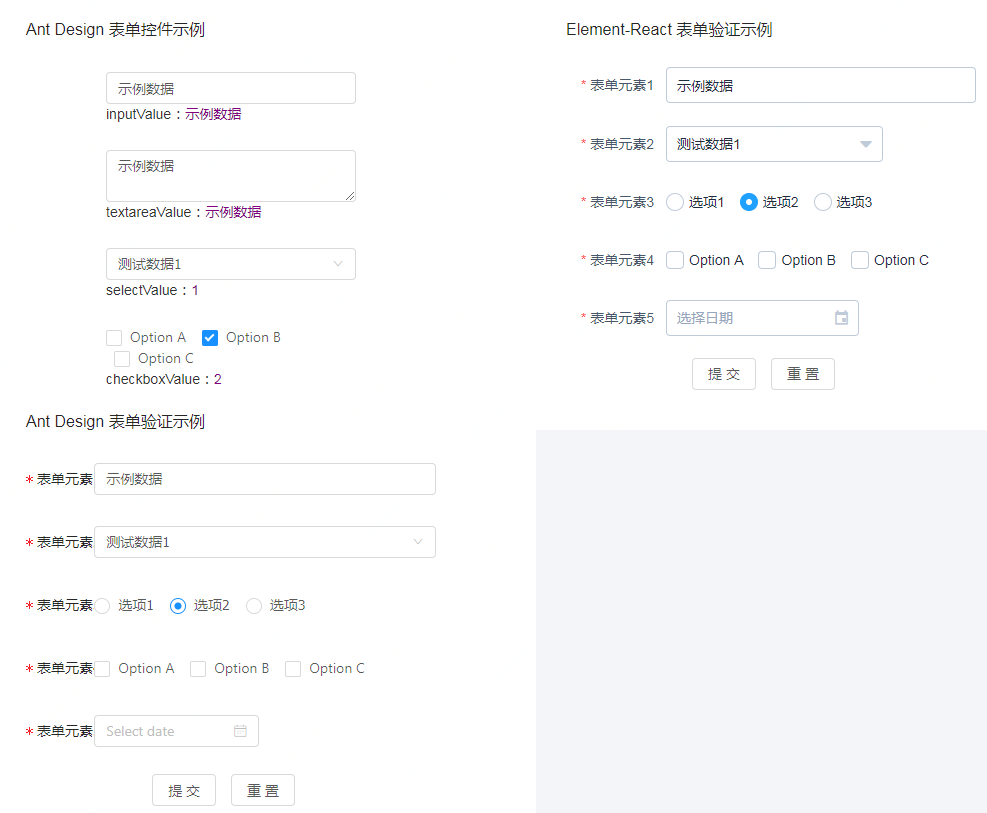 Ant Design 表单控件示例
示例数据
inputValue：示例数据
示例数据
textareaValue：示例数据
测试数据1
selectValue：1
Option A Option B
Option C
checkboxValue：2
Ant Design 表单验证示例
* 表单元素 示例数据
* 表单元素 测试数据1
* 表单元素 选项1 选项2 选项3
* 表单元素 Option A Option B Option C
* 表单元素 Select date
提 交 重 置
Element-React 表单验证示例
* 表单元素1 示例数据
* 表单元素2 测试数据1
* 表单元素3 选项1 选项2 选项3
* 表单元素4 Option A Option B Option C
* 表单元素5 选择日期
提 交 重 置